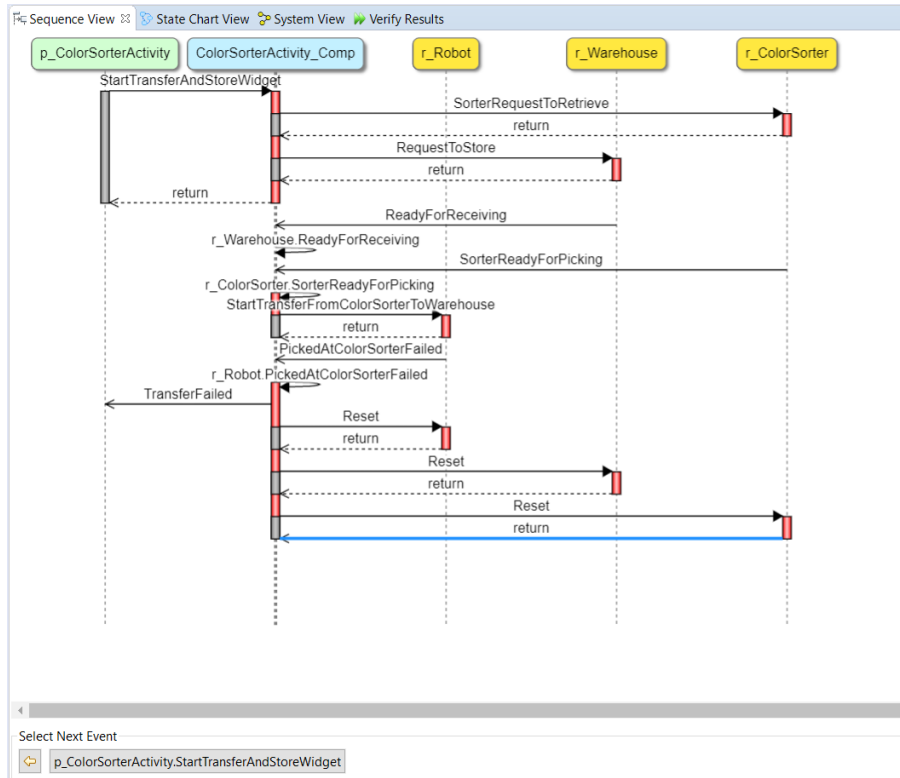 Sequence View State Chart View System View Verify Results
p_ColorSorterActivity ColorSorterActivity_Comp r_Robot r_Warehouse r_ColorSorter
StartTransferAndStoreWidget
SorterRequestToRetrieve
return
RequestToStore
return
return
ReadyForReceiving
r_Warehouse.ReadyForReceiving
SorterReadyForPicking
r_ColorSorter.SorterReadyForPicking
StartTransferFromColorSorterToWarehouse
return
PickedAtColorSorterFailed
r_Robot.PickedAtColorSorterFailed
TransferFailed
Reset
return
Reset
return
Reset
return
Select Next Event
p_ColorSorterActivity.StartTransferAndStoreWidget